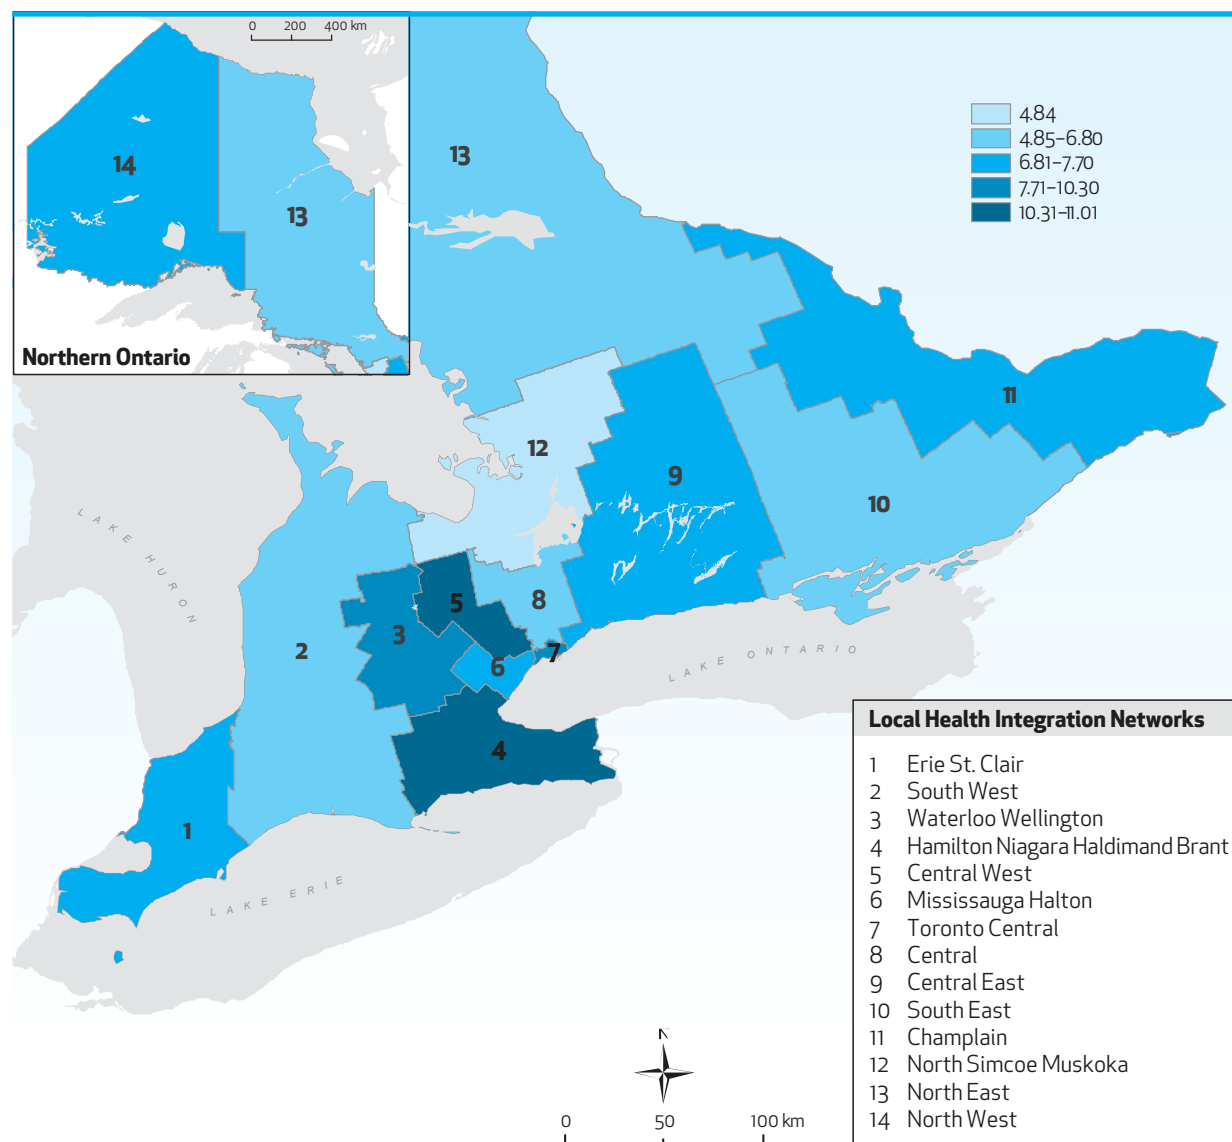 0 200 400 km
14
13
Northern Ontario
13
4.84
4.85–6.80
6.81–7.70
7.71–10.30
10.31–11.01
11
12
9
10
LAKE HURON
5
8
3
2
7
6
LAKE ONTARIO
4
1
LAKE ERIE
Local Health Integration Networks
1 Erie St. Clair
2 South West
3 Waterloo Wellington
4 Hamilton Niagara Haldimand Brant
5 Central West
6 Mississauga Halton
7 Toronto Central
8 Central
9 Central East
10 South East
11 Champlain
12 North Simcoe Muskoka
13 North East
14 North West
N
0 50 100 km